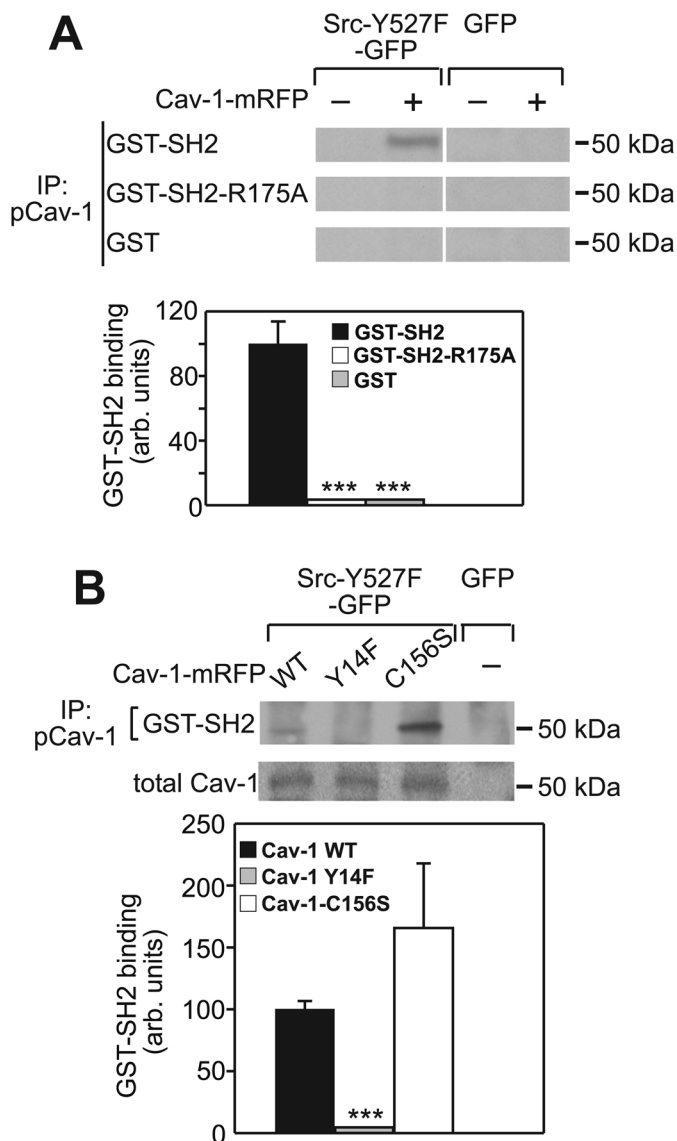 A
Src-Y527F
-GFP
GFP
Cav-1-mRFP – + – +
IP:
pCav-1
GST-SH2 –50 kDa
GST-SH2-R175A –50 kDa
GST –50 kDa
GST-SH2 binding
(arb. units)
120
80
40
0
GST-SH2
GST-SH2-R175A
GST
*** ***
B
Src-Y527F
-GFP
GFP
Cav-1-mRFP WT Y14F C156S –
IP:
pCav-1
GST-SH2 – 50 kDa
total Cav-1 – 50 kDa
GST-SH2 binding
(arb. units)
250
200
150
100
50
0
Cav-1 WT
Cav-1 Y14F
Cav-1-C156S
***